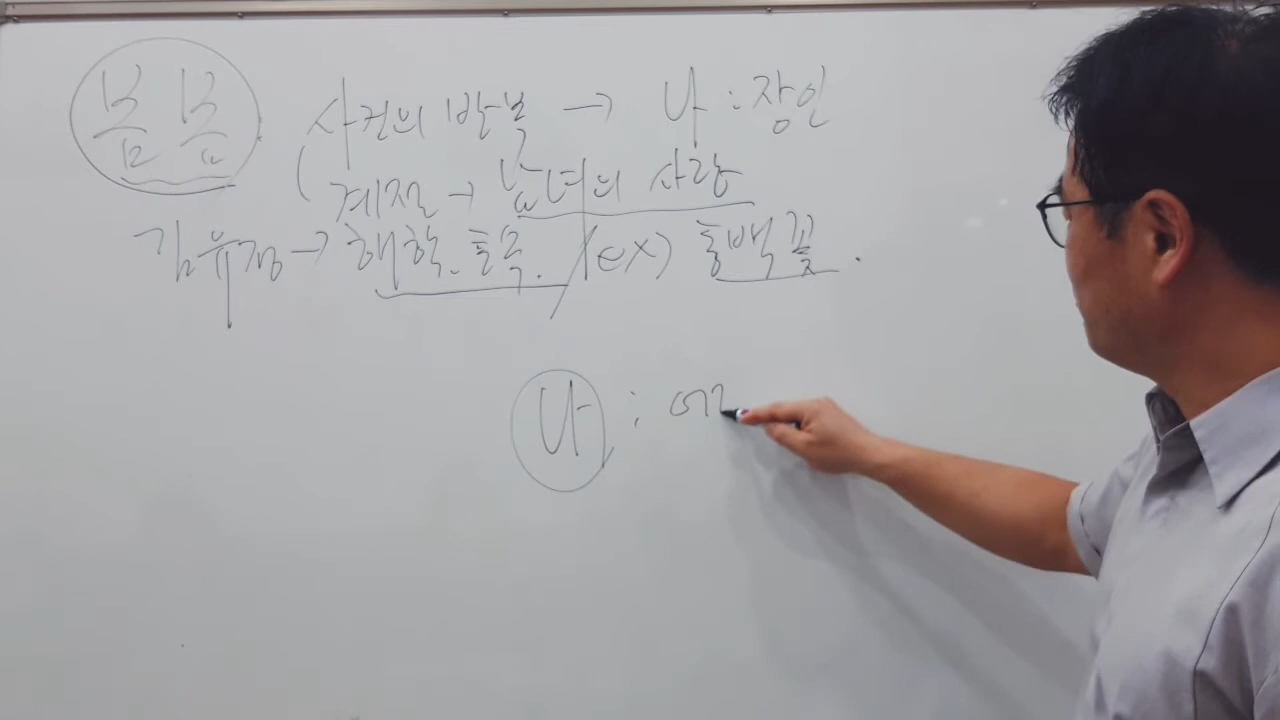 봄봄 사건의 반복 → 나 : 장인
( 계절 → 남녀의 사랑
김유정 → 해학. 토속. / (ex) 동백꽃.
나 :